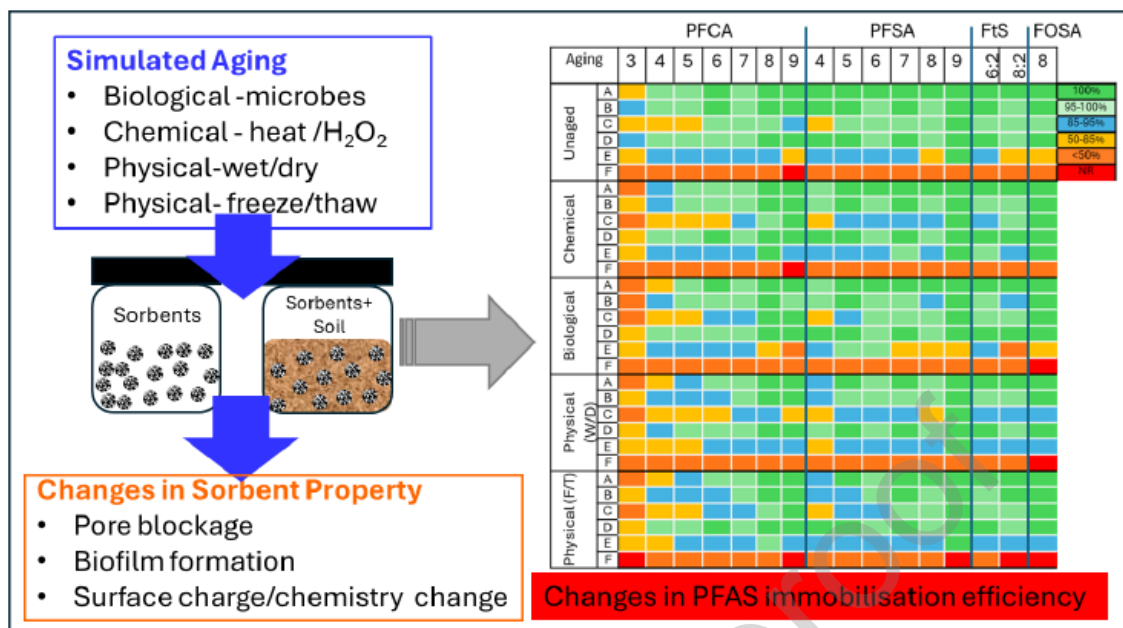 Simulated Aging
• Biological -microbes
• Chemical - heat /H₂O₂
• Physical-wet/dry
• Physical- freeze/thaw
Sorbents
Sorbents+
Soil
Changes in Sorbent Property
• Pore blockage
• Biofilm formation
• Surface charge/chemistry change
PFCA PFSA FtS FOSA
Aging 3 4 5 6 7 8 9 4 5 6 7 8 9 6:2 8:2 8
Unaged
A
B
C
D
E
F
Chemical
A
B
C
D
E
F
Biological
A
B
C
D
E
F
Physical
(W/D)
A
B
C
D
E
F
Physical (F/T)
A
B
C
D
E
F
100%
95-100%
85-95%
50-85%
<50%
NR
Changes in PFAS immobilisation efficiency
roof